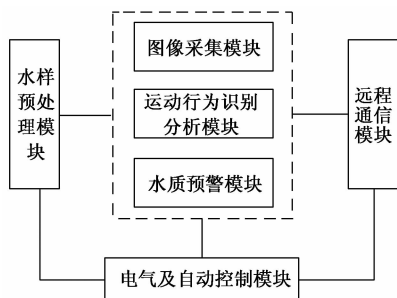 图像采集模块
水样
预处
理模
块
运动行为识别
分析模块
远程
通信
模块
水质预警模块
电气及自动控制模块